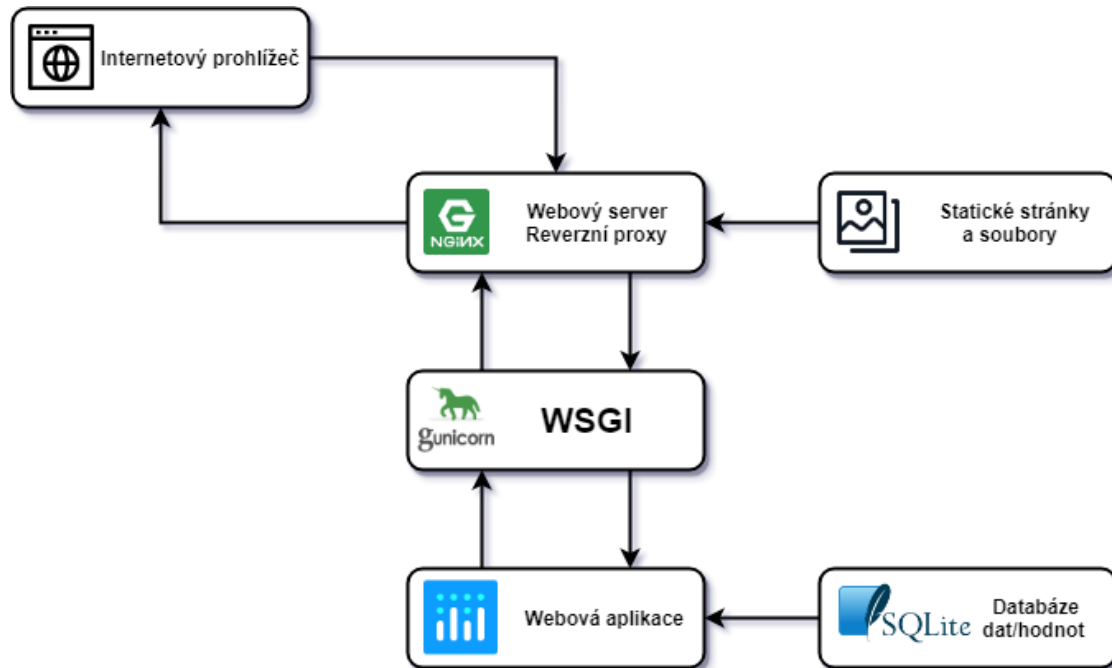 Internetový prohlížeč
NGiNX
Webový server
Reverzní proxy
Statické stránky
a soubory
gunicorn
WSGI
Webová aplikace
SQLite
Databáze
dat/hodnot